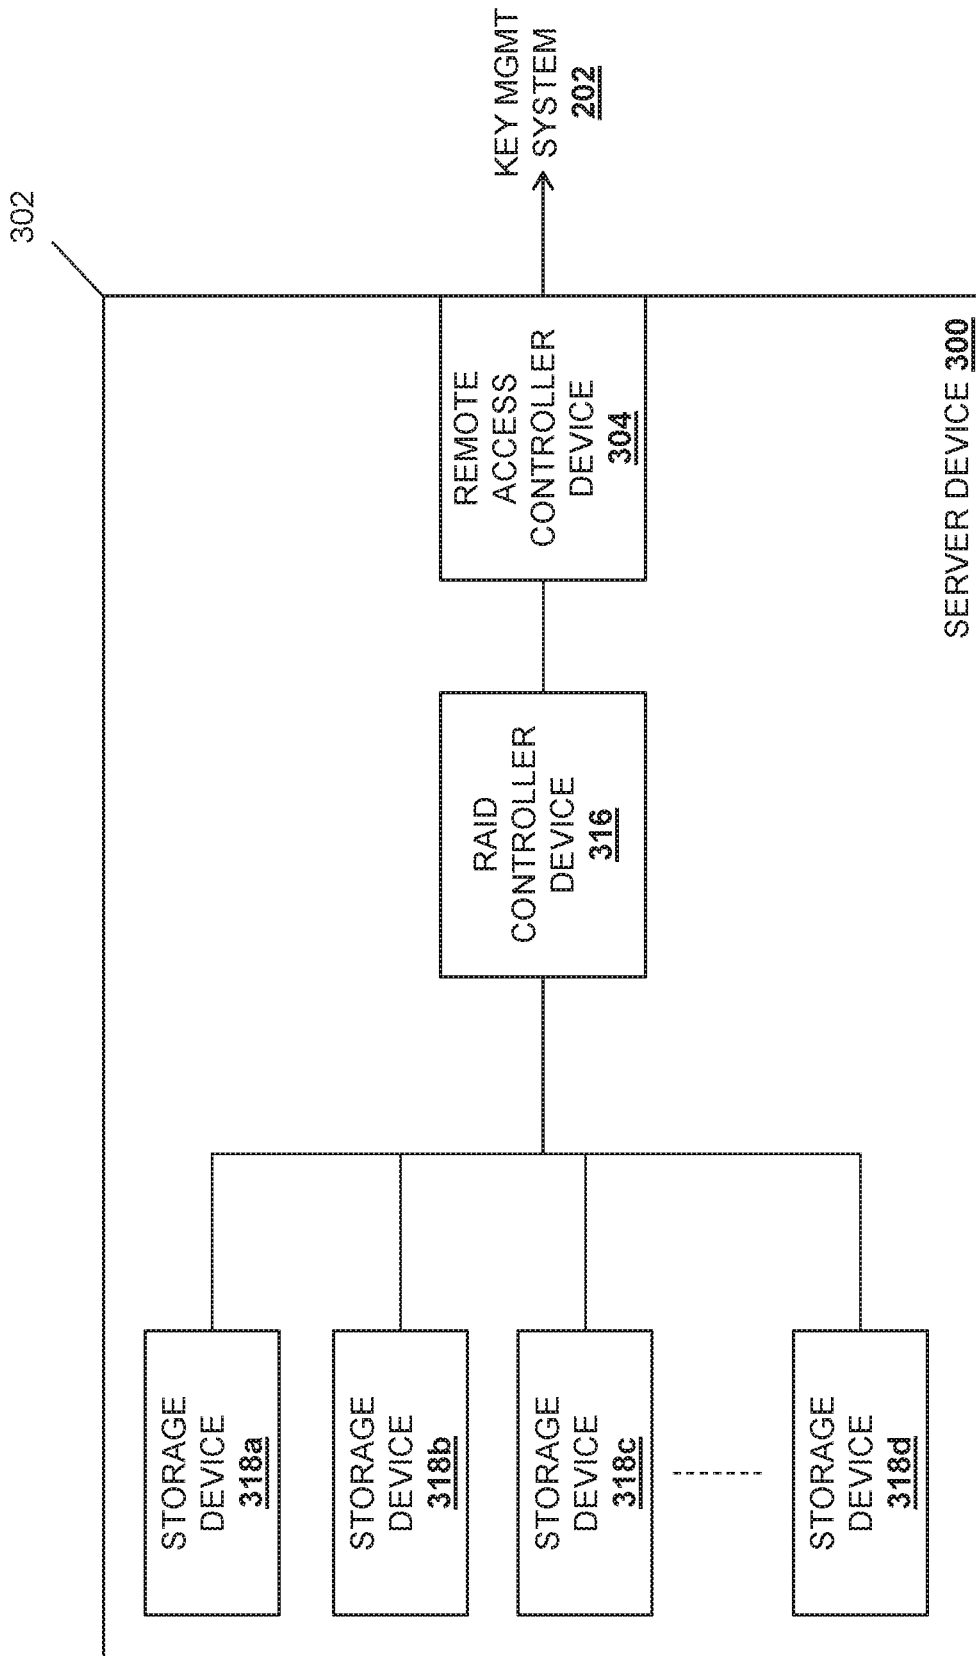 302
KEY MGMT
SYSTEM
202
REMOTE
ACCESS
CONTROLLER
DEVICE
304
RAID
CONTROLLER
DEVICE
316
STORAGE
DEVICE
318a
STORAGE
DEVICE
318b
STORAGE
DEVICE
318c
STORAGE
DEVICE
318d
SERVER DEVICE 300